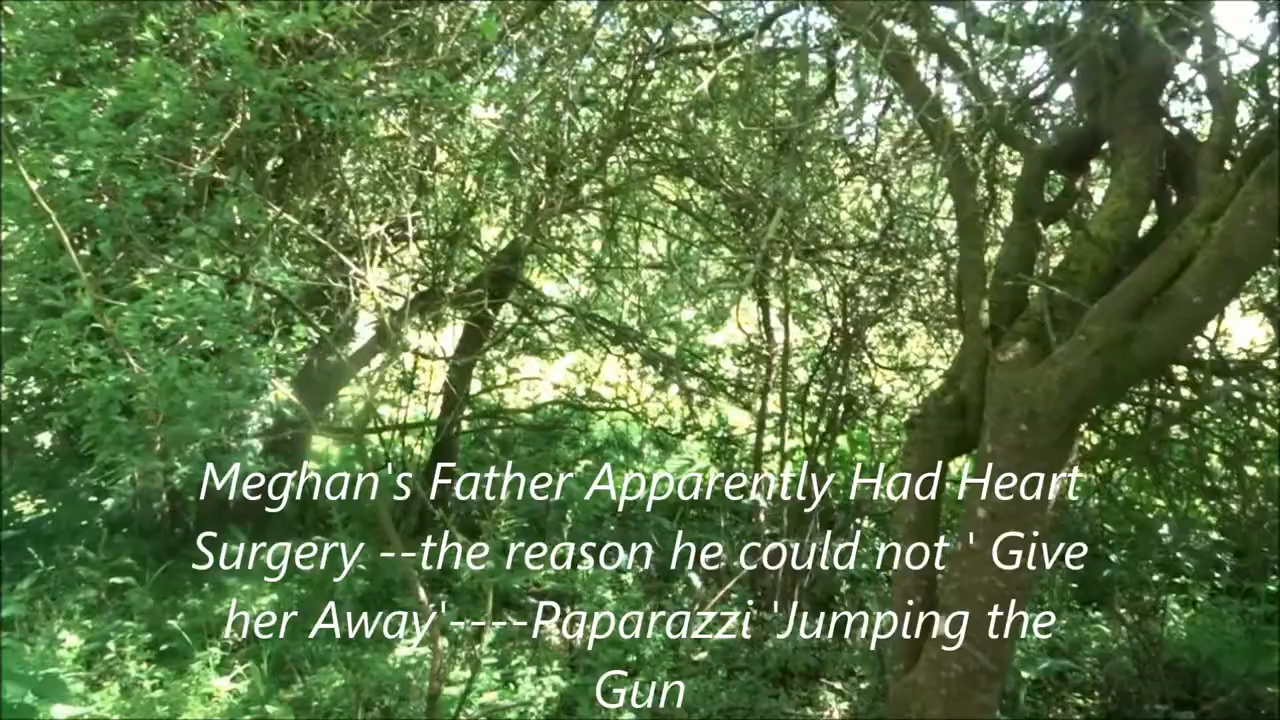 Meghan's Father Apparently Had Heart
Surgery --the reason he could not ' Give
her Away'----Paparazzi 'Jumping the
Gun